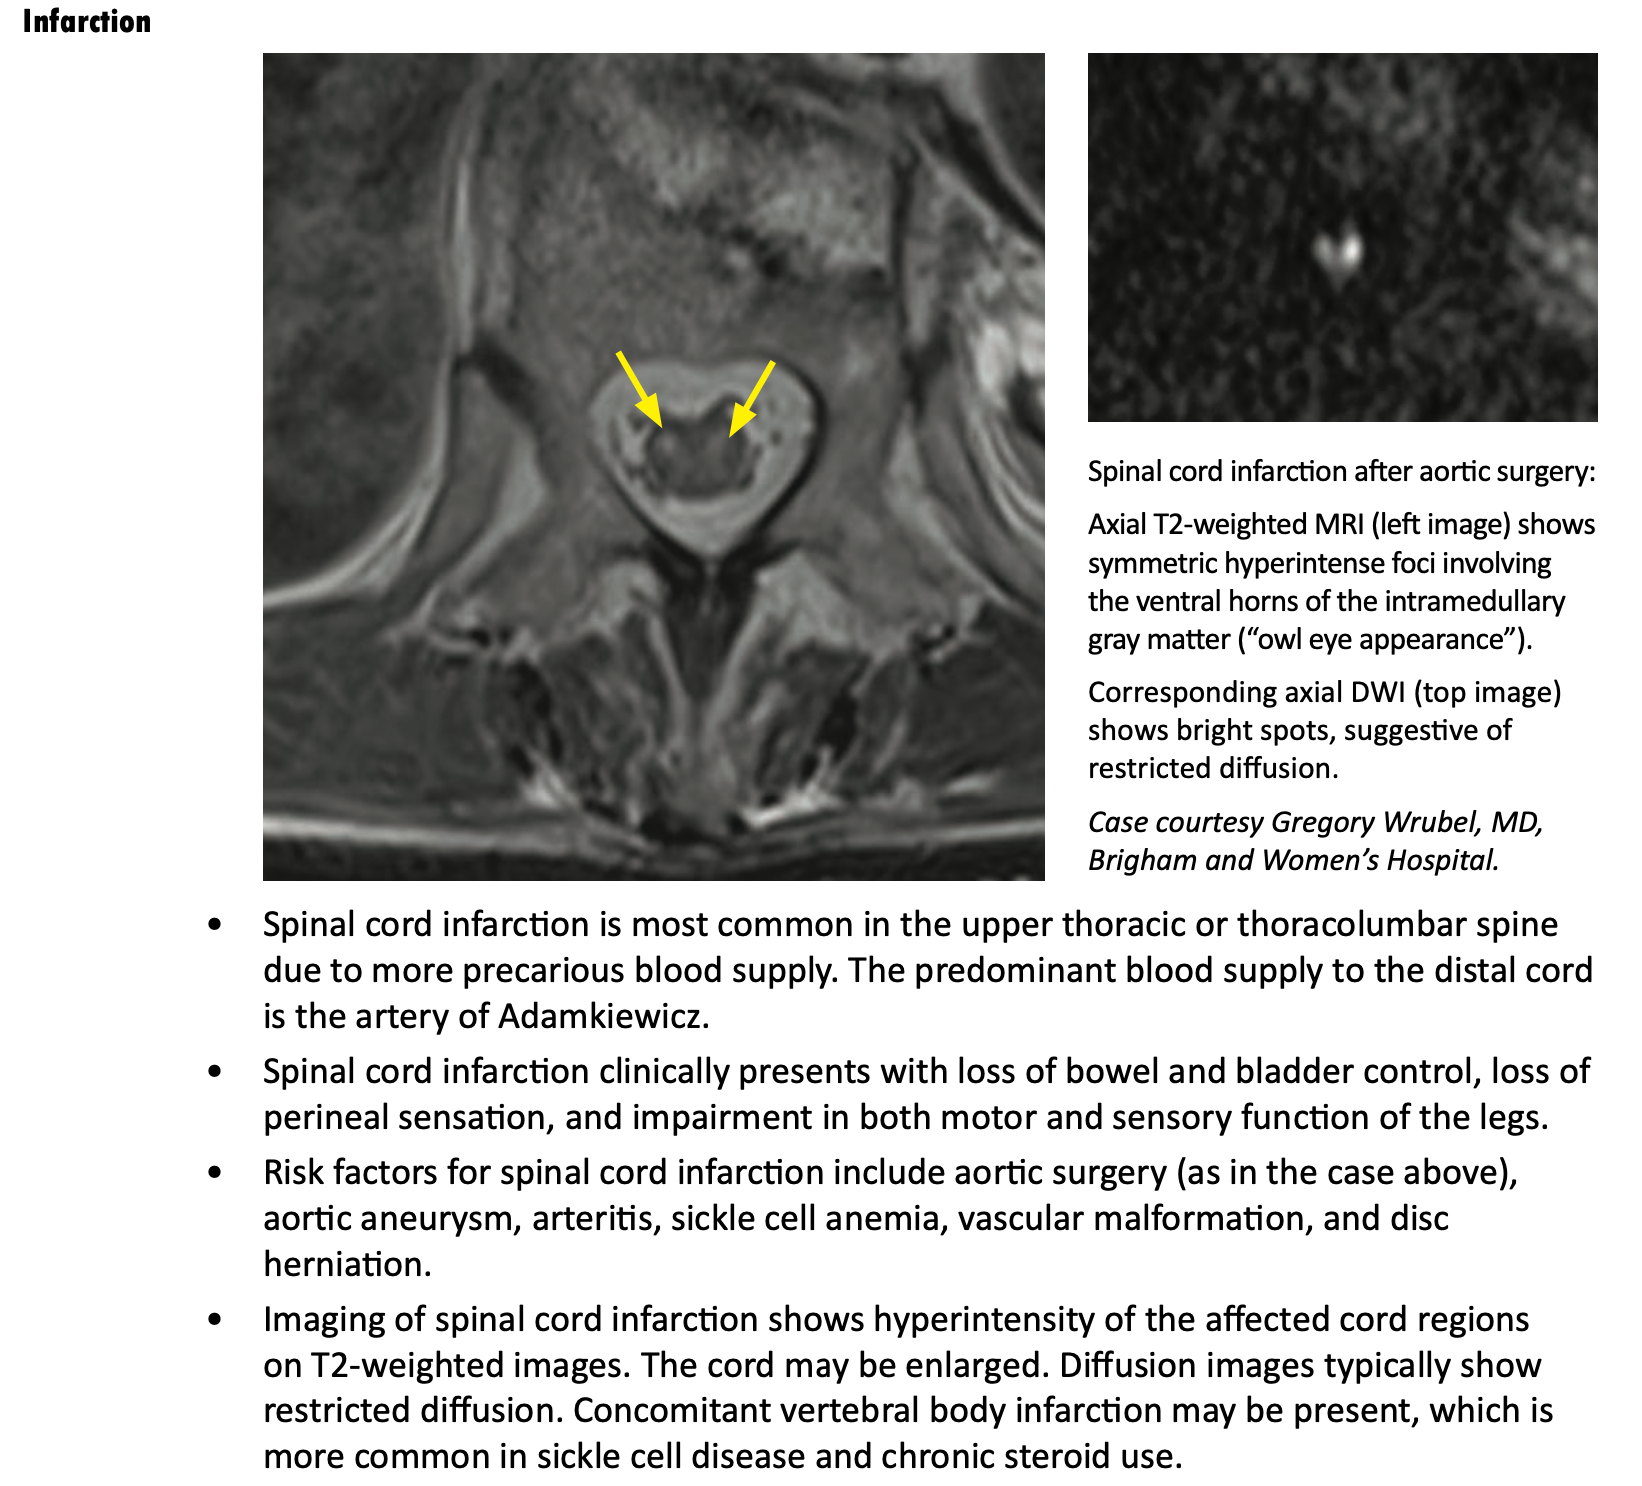 Infarction
Spinal cord infarction after aortic surgery:
Axial T2-weighted MRI (left image) shows
symmetric hyperintense foci involving
the ventral horns of the intramedullary
gray matter (“owl eye appearance”).
Corresponding axial DWI (top image)
shows bright spots, suggestive of
restricted diffusion.
Case courtesy Gregory Wrubel, MD,
Brigham and Women’s Hospital.
• Spinal cord infarction is most common in the upper thoracic or thoracolumbar spine
due to more precarious blood supply. The predominant blood supply to the distal cord
is the artery of Adamkiewicz.
• Spinal cord infarction clinically presents with loss of bowel and bladder control, loss of
perineal sensation, and impairment in both motor and sensory function of the legs.
• Risk factors for spinal cord infarction include aortic surgery (as in the case above),
aortic aneurysm, arteritis, sickle cell anemia, vascular malformation, and disc
herniation.
• Imaging of spinal cord infarction shows hyperintensity of the affected cord regions
on T2-weighted images. The cord may be enlarged. Diffusion images typically show
restricted diffusion. Concomitant vertebral body infarction may be present, which is
more common in sickle cell disease and chronic steroid use.